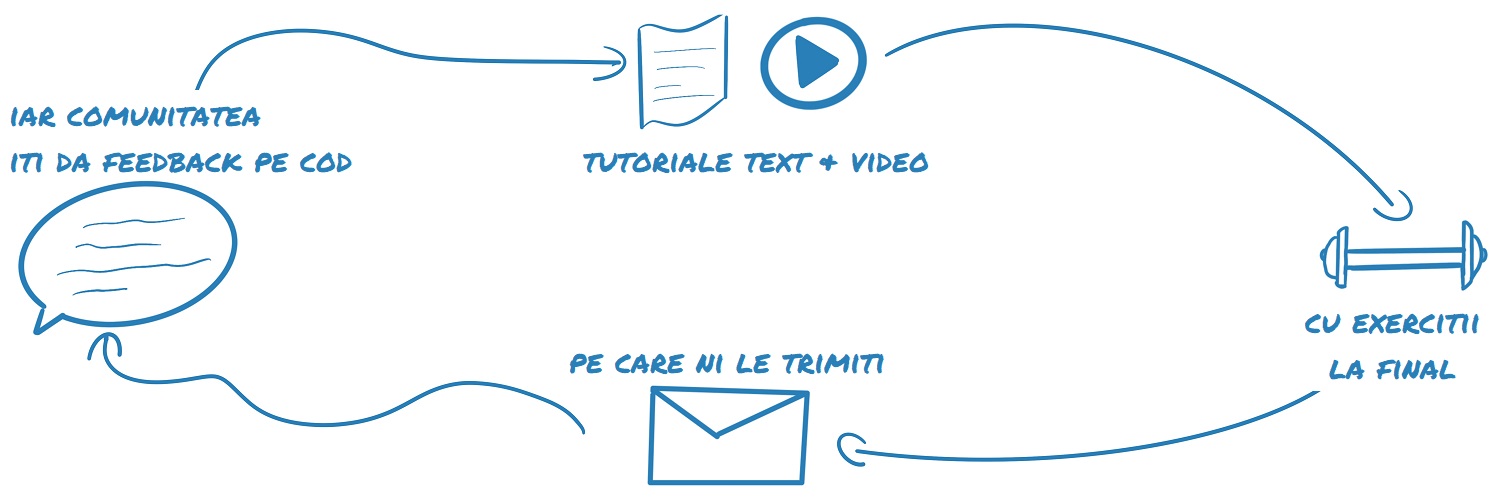 IAR COMUNITATEA
ITI DA FEEDBACK PE COD
TUTORIALE TEXT + VIDEO
CU EXERCITII
LA FINAL
PE CARE NI LE TRIMITI